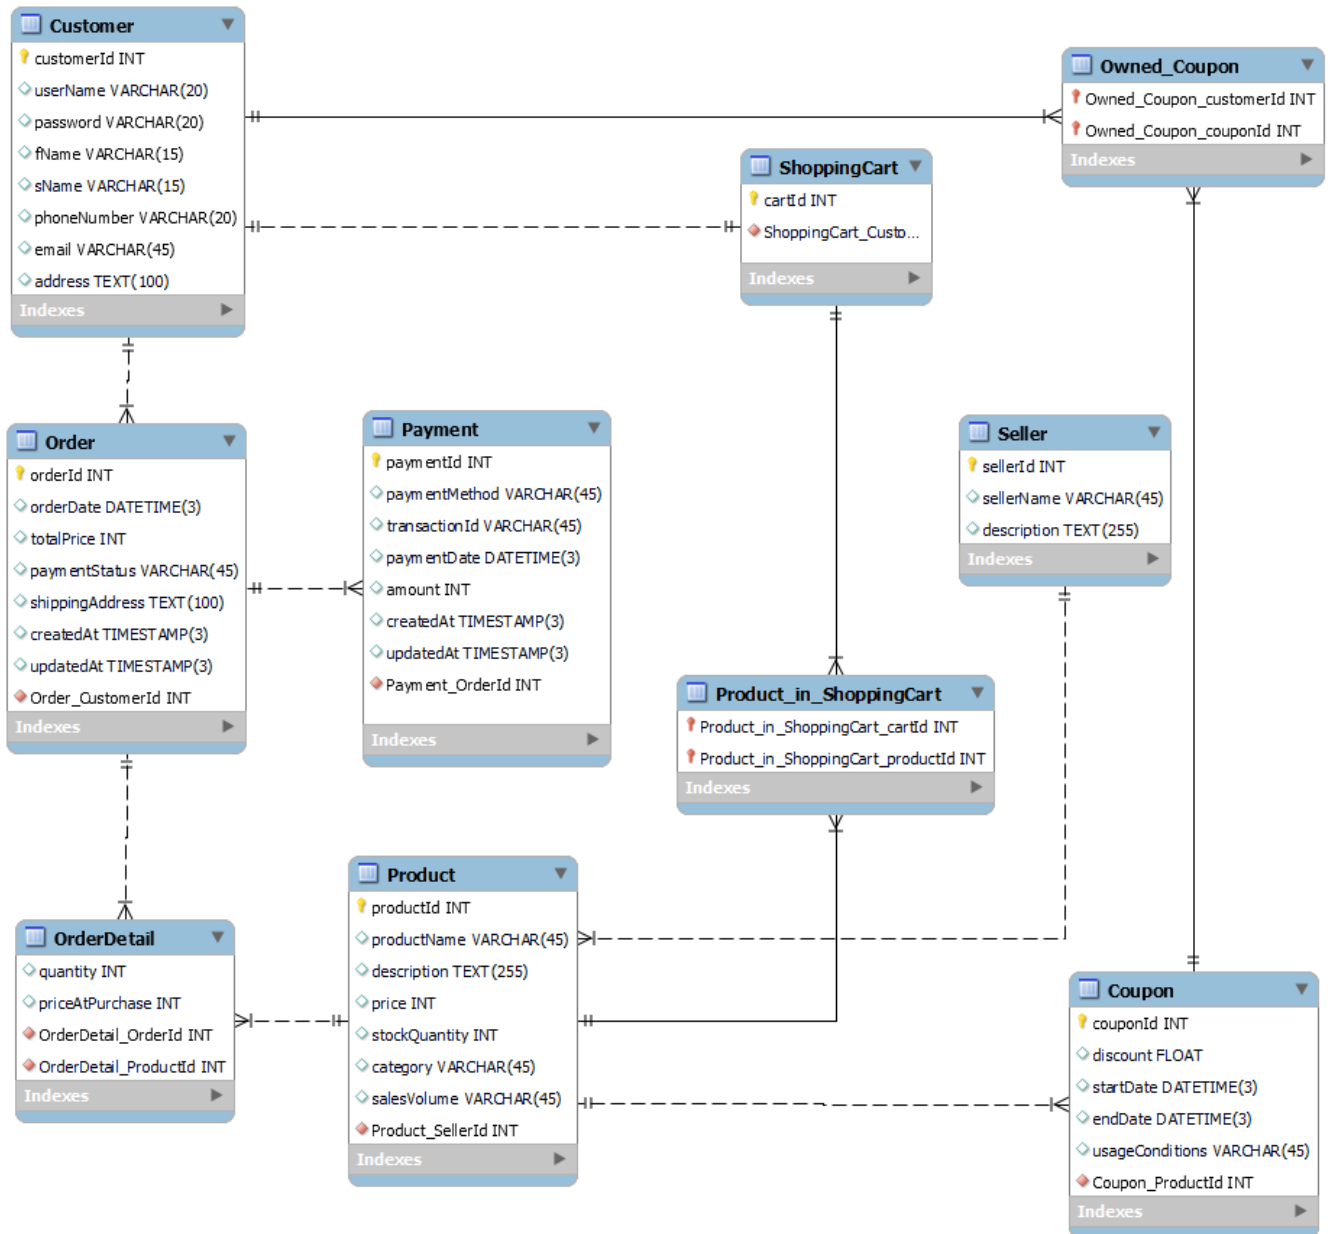 Customer
customerId INT
userName VARCHAR(20)
password VARCHAR(20)
fName VARCHAR(15)
sName VARCHAR(15)
phoneNumber VARCHAR(20)
email VARCHAR(45)
address TEXT(100)
Indexes
Owned_Coupon
Owned_Coupon_customerId INT
Owned_Coupon_couponId INT
Indexes
ShoppingCart
cartId INT
ShoppingCart_Custo...
Indexes
Order
orderId INT
orderDate DATETIME(3)
totalPrice INT
paymentStatus VARCHAR(45)
shippingAddress TEXT(100)
createdAt TIMESTAMP(3)
updatedAt TIMESTAMP(3)
Order_CustomerId INT
Indexes
Payment
paymentId INT
paymentMethod VARCHAR(45)
transactionId VARCHAR(45)
paymentDate DATETIME(3)
amount INT
createdAt TIMESTAMP(3)
updatedAt TIMESTAMP(3)
Payment_OrderId INT
Indexes
Seller
sellerId INT
sellerName VARCHAR(45)
description TEXT(255)
Indexes
Product_in_ShoppingCart
Product_in_ShoppingCart_cartId INT
Product_in_ShoppingCart_productId INT
Indexes
OrderDetail
quantity INT
priceAtPurchase INT
OrderDetail_OrderId INT
OrderDetail_ProductId INT
Indexes
Product
productId INT
productName VARCHAR(45)
description TEXT(255)
price INT
stockQuantity INT
category VARCHAR(45)
salesVolume VARCHAR(45)
Product_SellerId INT
Indexes
Coupon
couponId INT
discount FLOAT
startDate DATETIME(3)
endDate DATETIME(3)
usageConditions VARCHAR(45)
Coupon_ProductId INT
Indexes